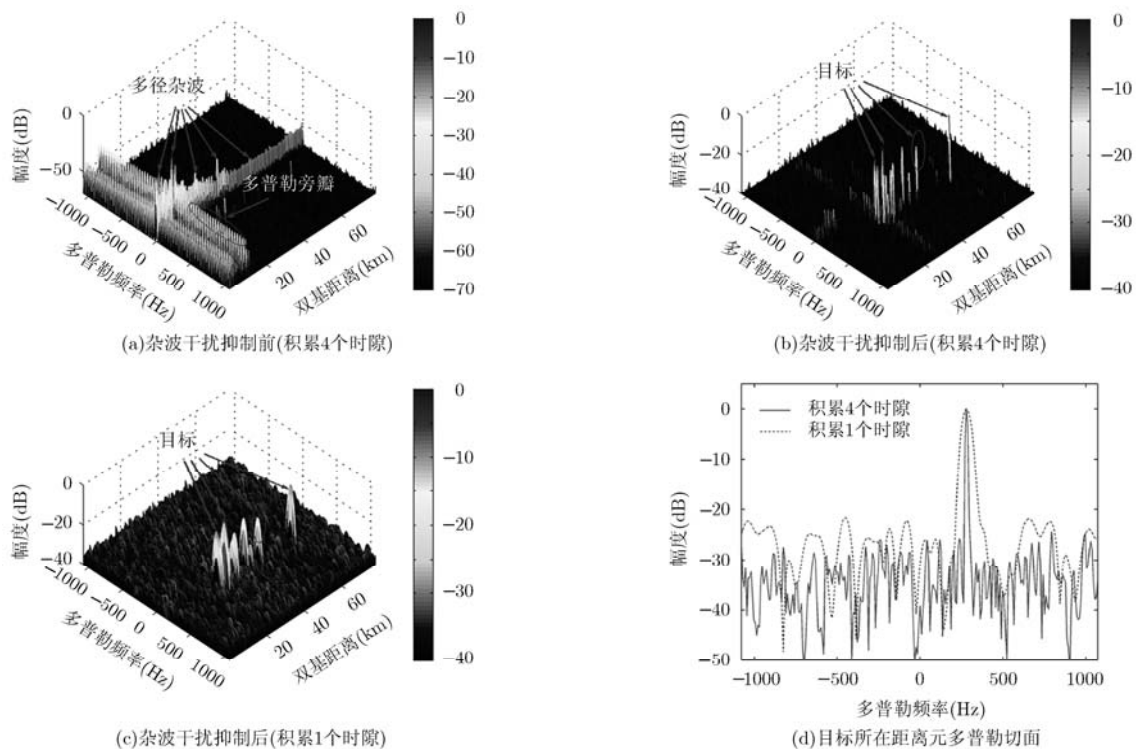 多径杂波
多普勒旁瓣
幅度(dB)
0
−50
−1000
−500
0
500
1000
多普勒频率(Hz)
20
40
60
双基距离(km)
0
−10
−20
−30
−40
−50
−60
−70
(a)杂波干扰抑制前(积累4个时隙)
目标
幅度(dB)
0
−20
−40
−1000
−500
0
500
1000
多普勒频率(Hz)
20
40
60
双基距离(km)
0
−10
−20
−30
−40
(b)杂波干扰抑制后(积累4个时隙)
目标
幅度(dB)
0
−20
−40
−1000
−500
0
500
1000
多普勒频率(Hz)
20
40
60
双基距离(km)
0
−10
−20
−30
−40
(c)杂波干扰抑制后(积累1个时隙)
积累4个时隙
积累1个时隙
幅度(dB)
0
−10
−20
−30
−40
−50
−1000
−500
0
500
1000
多普勒频率(Hz)
(d)目标所在距离元多普勒切面